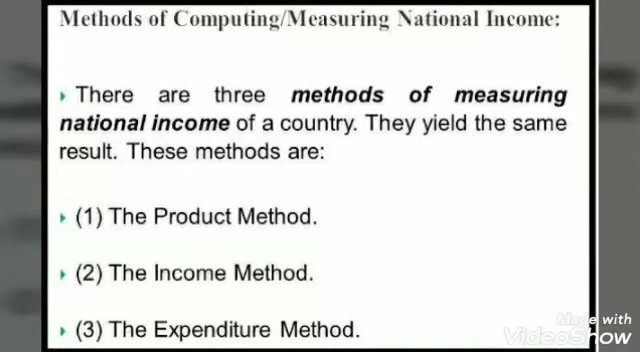 Methods of Computing/Measuring National Income:
There are three methods of measuring
national income of a country. They yield the same
result. These methods are:
(1) The Product Method.
(2) The Income Method.
(3) The Expenditure Method.
Made with
VideoShow